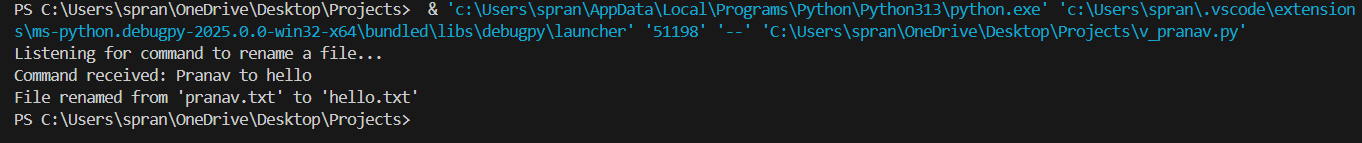 PS C:\Users\spran\OneDrive\Desktop\Projects>  & 'c:\Users\spran\AppData\Local\Programs\Python\Python313\python.exe' 'c:\Users\spran\.vscode\extension
s\ms-python.debugpy-2025.0.0-win32-x64\bundled\libs\debugpy\launcher' '51198' '--' 'C:\Users\spran\OneDrive\Desktop\Projects\v_pranav.py'
Listening for command to rename a file...
Command received: Pranav to hello
File renamed from 'pranav.txt' to 'hello.txt'
PS C:\Users\spran\OneDrive\Desktop\Projects>